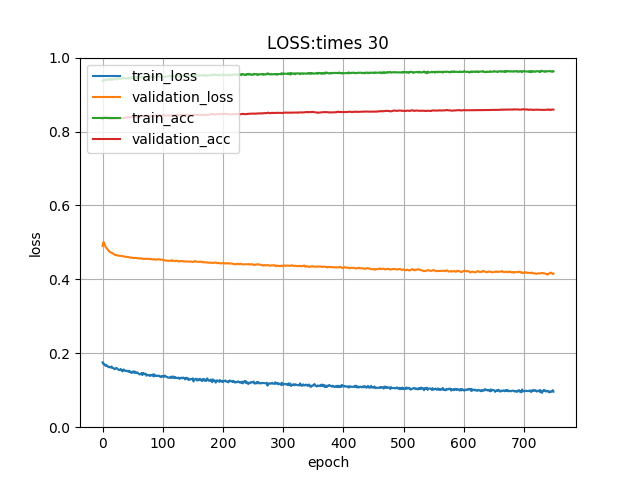 LOSS:times 30
1.0
0.8
0.6
0.4
0.2
0.0
loss
train_loss
validation_loss
train_acc
validation_acc
0 100 200 300 400 500 600 700
epoch